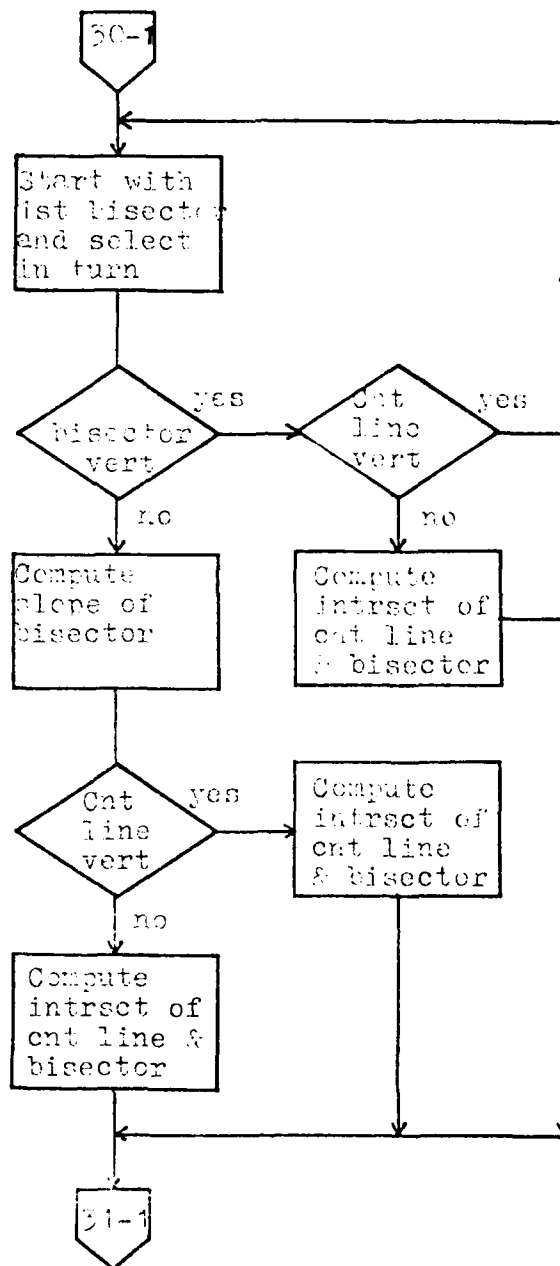 30-1
Start with
1st bisector
and select
in turn
bisector
vert
yes
Cnt
line
vert
yes
no
no
Compute
slope of
bisector
Compute
intrsct of
cnt line
& bisector
Cnt
line
vert
yes
Compute
intrsct of
cnt line
& bisector
no
Compute
intrsct of
cnt line &
bisector
31-1